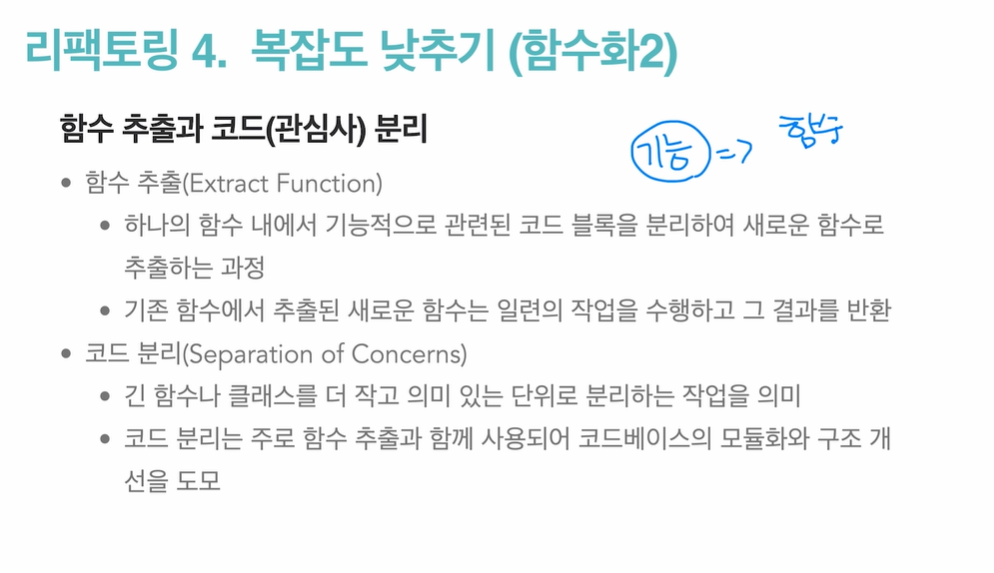 리팩토링 4. 복잡도 낮추기 (함수화2)
함수 추출과 코드(관심사) 분리
기능 => 함수
• 함수 추출(Extract Function)
• 하나의 함수 내에서 기능적으로 관련된 코드 블록을 분리하여 새로운 함수로
추출하는 과정
• 기존 함수에서 추출된 새로운 함수는 일련의 작업을 수행하고 그 결과를 반환
• 코드 분리(Separation of Concerns)
• 긴 함수나 클래스를 더 작고 의미 있는 단위로 분리하는 작업을 의미
• 코드 분리는 주로 함수 추출과 함께 사용되어 코드베이스의 모듈화와 구조 개
선을 도모